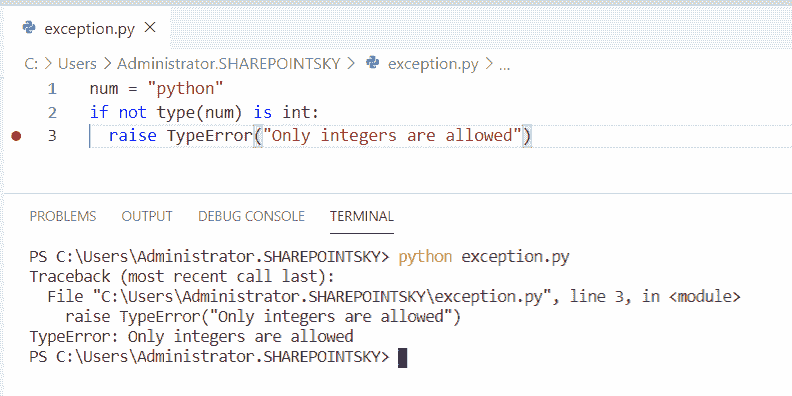 exception.py ×
C: > Users > Administrator.SHAREPOINTSKY > exception.py > ...
1 num = "python"
2 if not type(num) is int:
3 raise TypeError("Only integers are allowed")
PROBLEMS OUTPUT DEBUG CONSOLE TERMINAL
PS C:\Users\Administrator.SHAREPOINTSKY> python exception.py
Traceback (most recent call last):
File "C:\Users\Administrator.SHAREPOINTSKY\exception.py", line 3, in <module>
raise TypeError("Only integers are allowed")
TypeError: Only integers are allowed
PS C:\Users\Administrator.SHAREPOINTSKY>